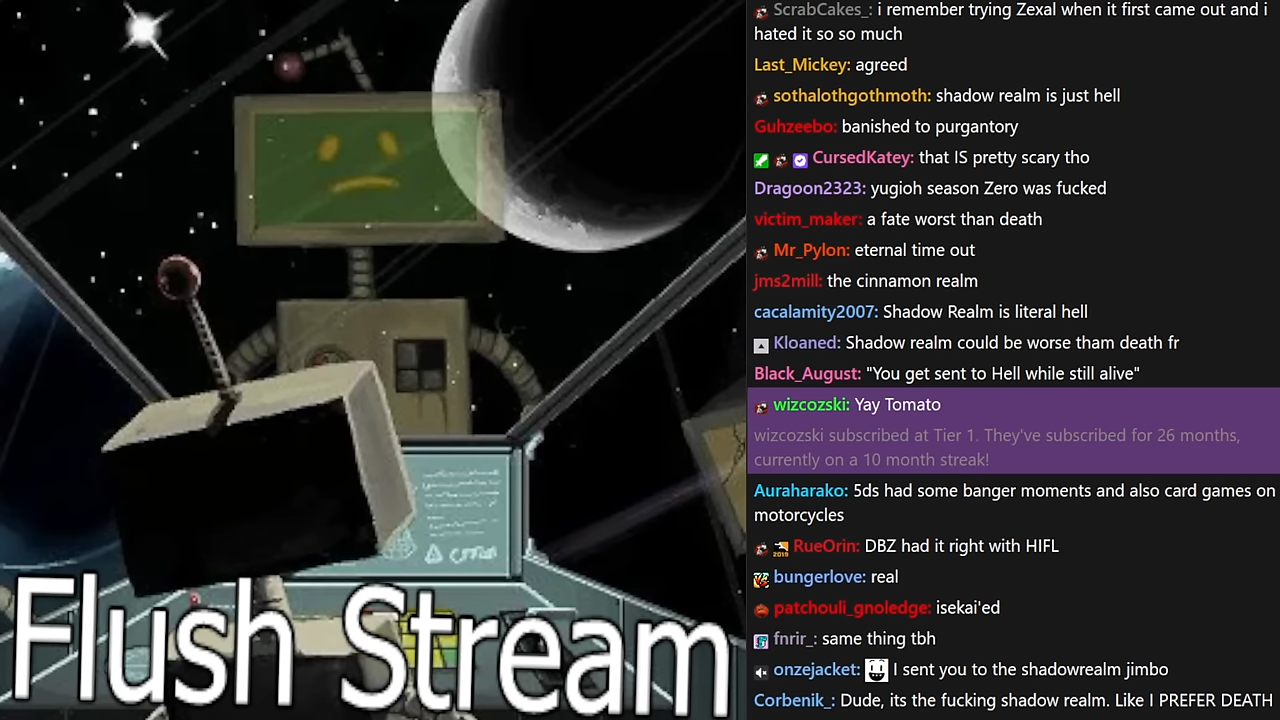 ScrabCakes_: i remember trying Zexal when it first came out and i
hated it so so much
Last_Mickey: agreed
sothalothgothmoth: shadow realm is just hell
Guhzeebo: banished to purgantory
CursedKatey: that IS pretty scary tho
Dragoon2323: yugioh season Zero was fucked
victim_maker: a fate worst than death
Mr_Pylon: eternal time out
jms2mill: the cinnamon realm
cacalamity2007: Shadow Realm is literal hell
Kloaned: Shadow realm could be worse tham death fr
Black_August: "You get sent to Hell while still alive"
wizcozski: Yay Tomato
wizcozski subscribed at Tier 1. They've subscribed for 26 months,
currently on a 10 month streak!
Auraharako: 5ds had some banger moments and also card games on
motorcycles
2019 RueOrin: DBZ had it right with HIFL
bungerlove: real
patchouli_gnoledge: isekai'ed
fnrir_: same thing tbh
onzejacket: I sent you to the shadowrealm jimbo
Corbenik_: Dude, its the fucking shadow realm. Like I PREFER DEATH
Flush Stream